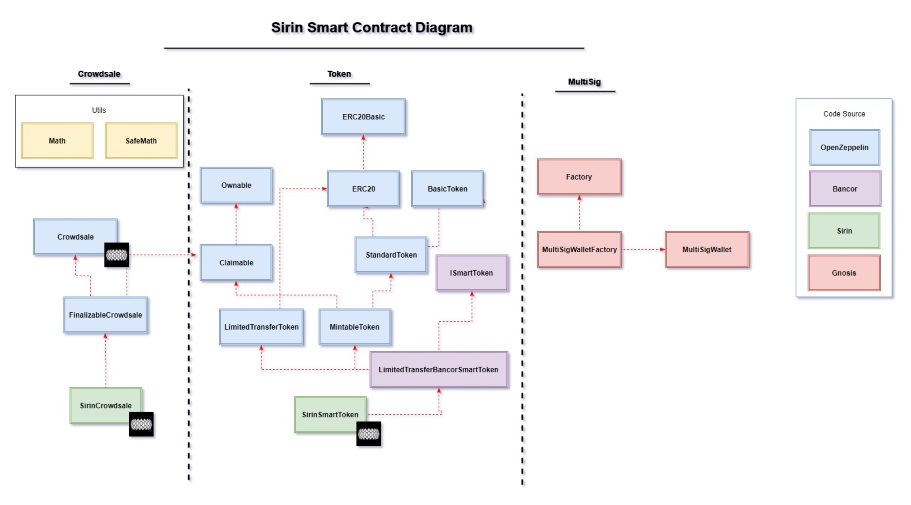 Sirin Smart Contract Diagram
Crowdsale
Token
MultiSig
Utils
Math
SafeMath
ERC20Basic
Code Source
OpenZeppelin
Bancor
Sirin
Gnosis
Ownable
ERC20
BasicToken
Factory
Crowdsale
Claimable
StandardToken
ISmartToken
MultiSigWalletFactory
MultiSigWallet
FinalizableCrowdsale
LimitedTransferToken
MintableToken
LimitedTransferBancorSmartToken
SirinCrowdsale
SirinSmartToken